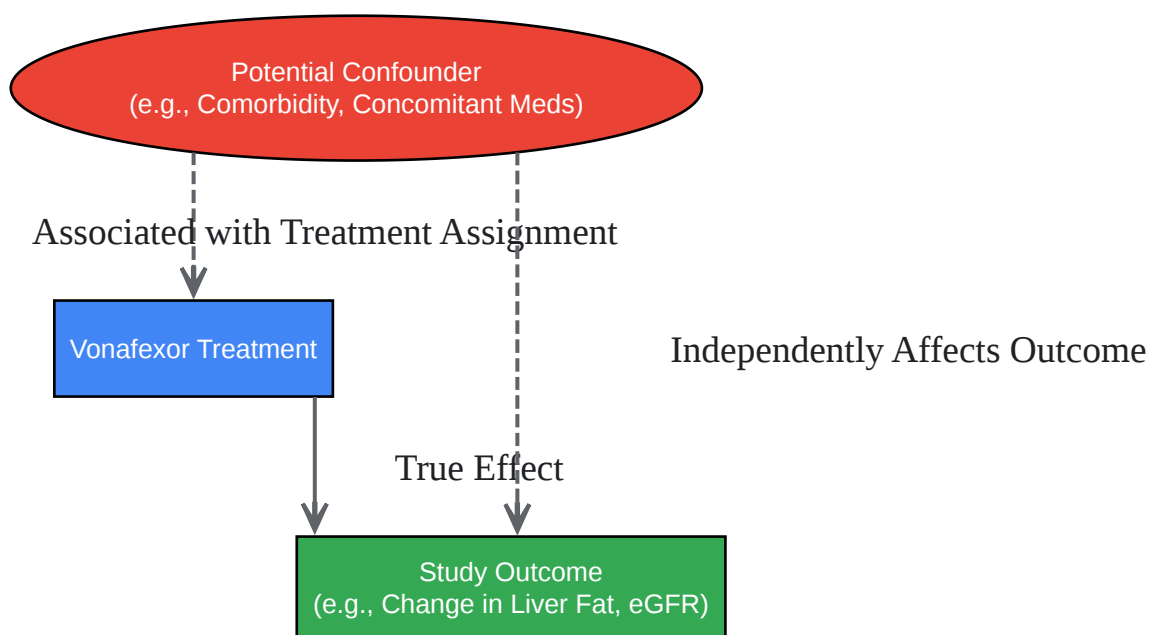 Potential Confounder
(e.g., Comorbidity, Concomitant Meds)
Associated with Treatment Assignment
Vonafexor Treatment
Independently Affects Outcome
True Effect
Study Outcome
(e.g., Change in Liver Fat, eGFR)